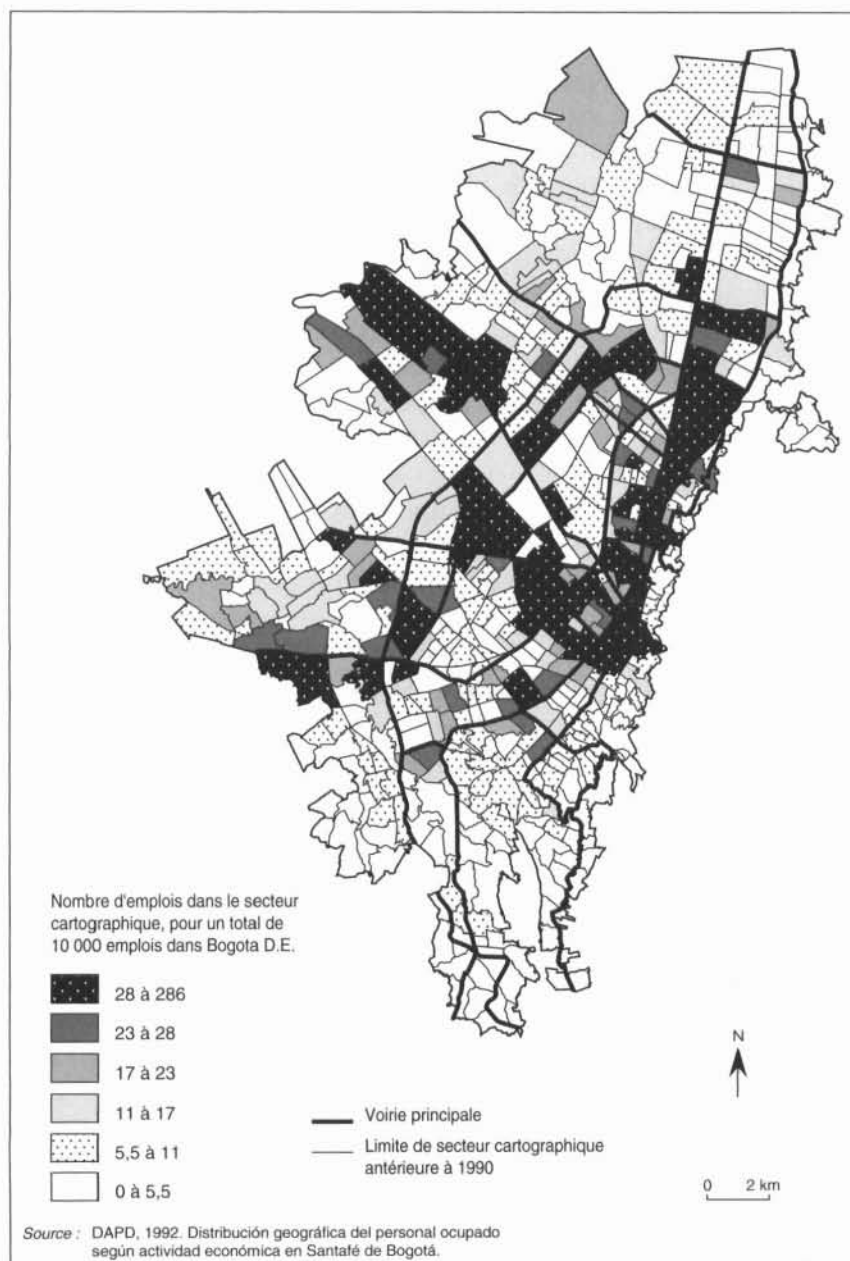 Nombre d'emplois dans le secteur
cartographique, pour un total de
10 000 emplois dans Bogota D.E.
28 à 286
23 à 28
17 à 23
11 à 17
5,5 à 11
0 à 5,5
Voirie principale
Limite de secteur cartographique
antérieure à 1990
N
0 2 km
Source : DAPD, 1992. Distribución geográfica del personal ocupado
según actividad económica en Santafé de Bogotá.